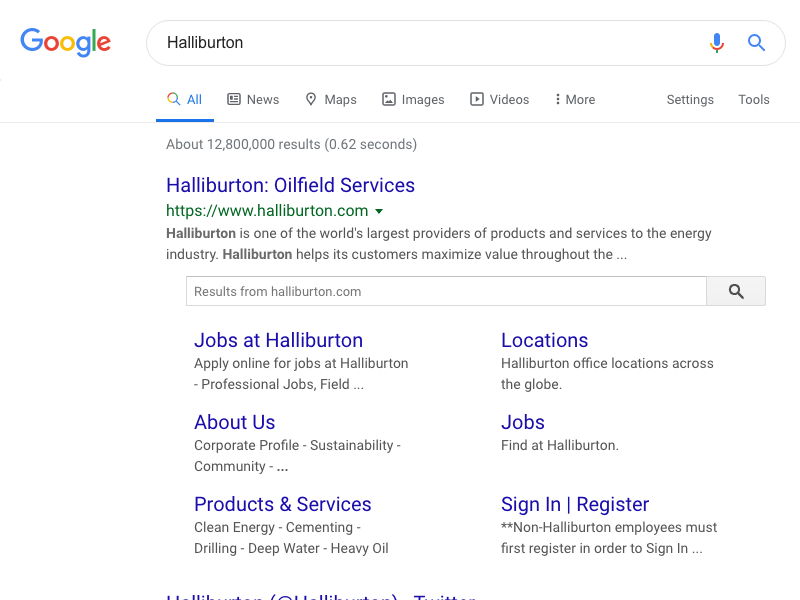 Google
Halliburton
All News Maps Images Videos More Settings Tools
About 12,800,000 results (0.62 seconds)
Halliburton: Oilfield Services
https://www.halliburton.com
Halliburton is one of the world's largest providers of products and services to the energy
industry. Halliburton helps its customers maximize value throughout the ...
Results from halliburton.com
Jobs at Halliburton
Apply online for jobs at Halliburton
- Professional Jobs, Field ...
Locations
Halliburton office locations across
the globe.
About Us
Corporate Profile - Sustainability -
Community - ...
Jobs
Find at Halliburton.
Products & Services
Clean Energy - Cementing -
Drilling - Deep Water - Heavy Oil
Sign In | Register
**Non-Halliburton employees must
first register in order to Sign In ...
Halliburton (@Halliburton) - Twitter